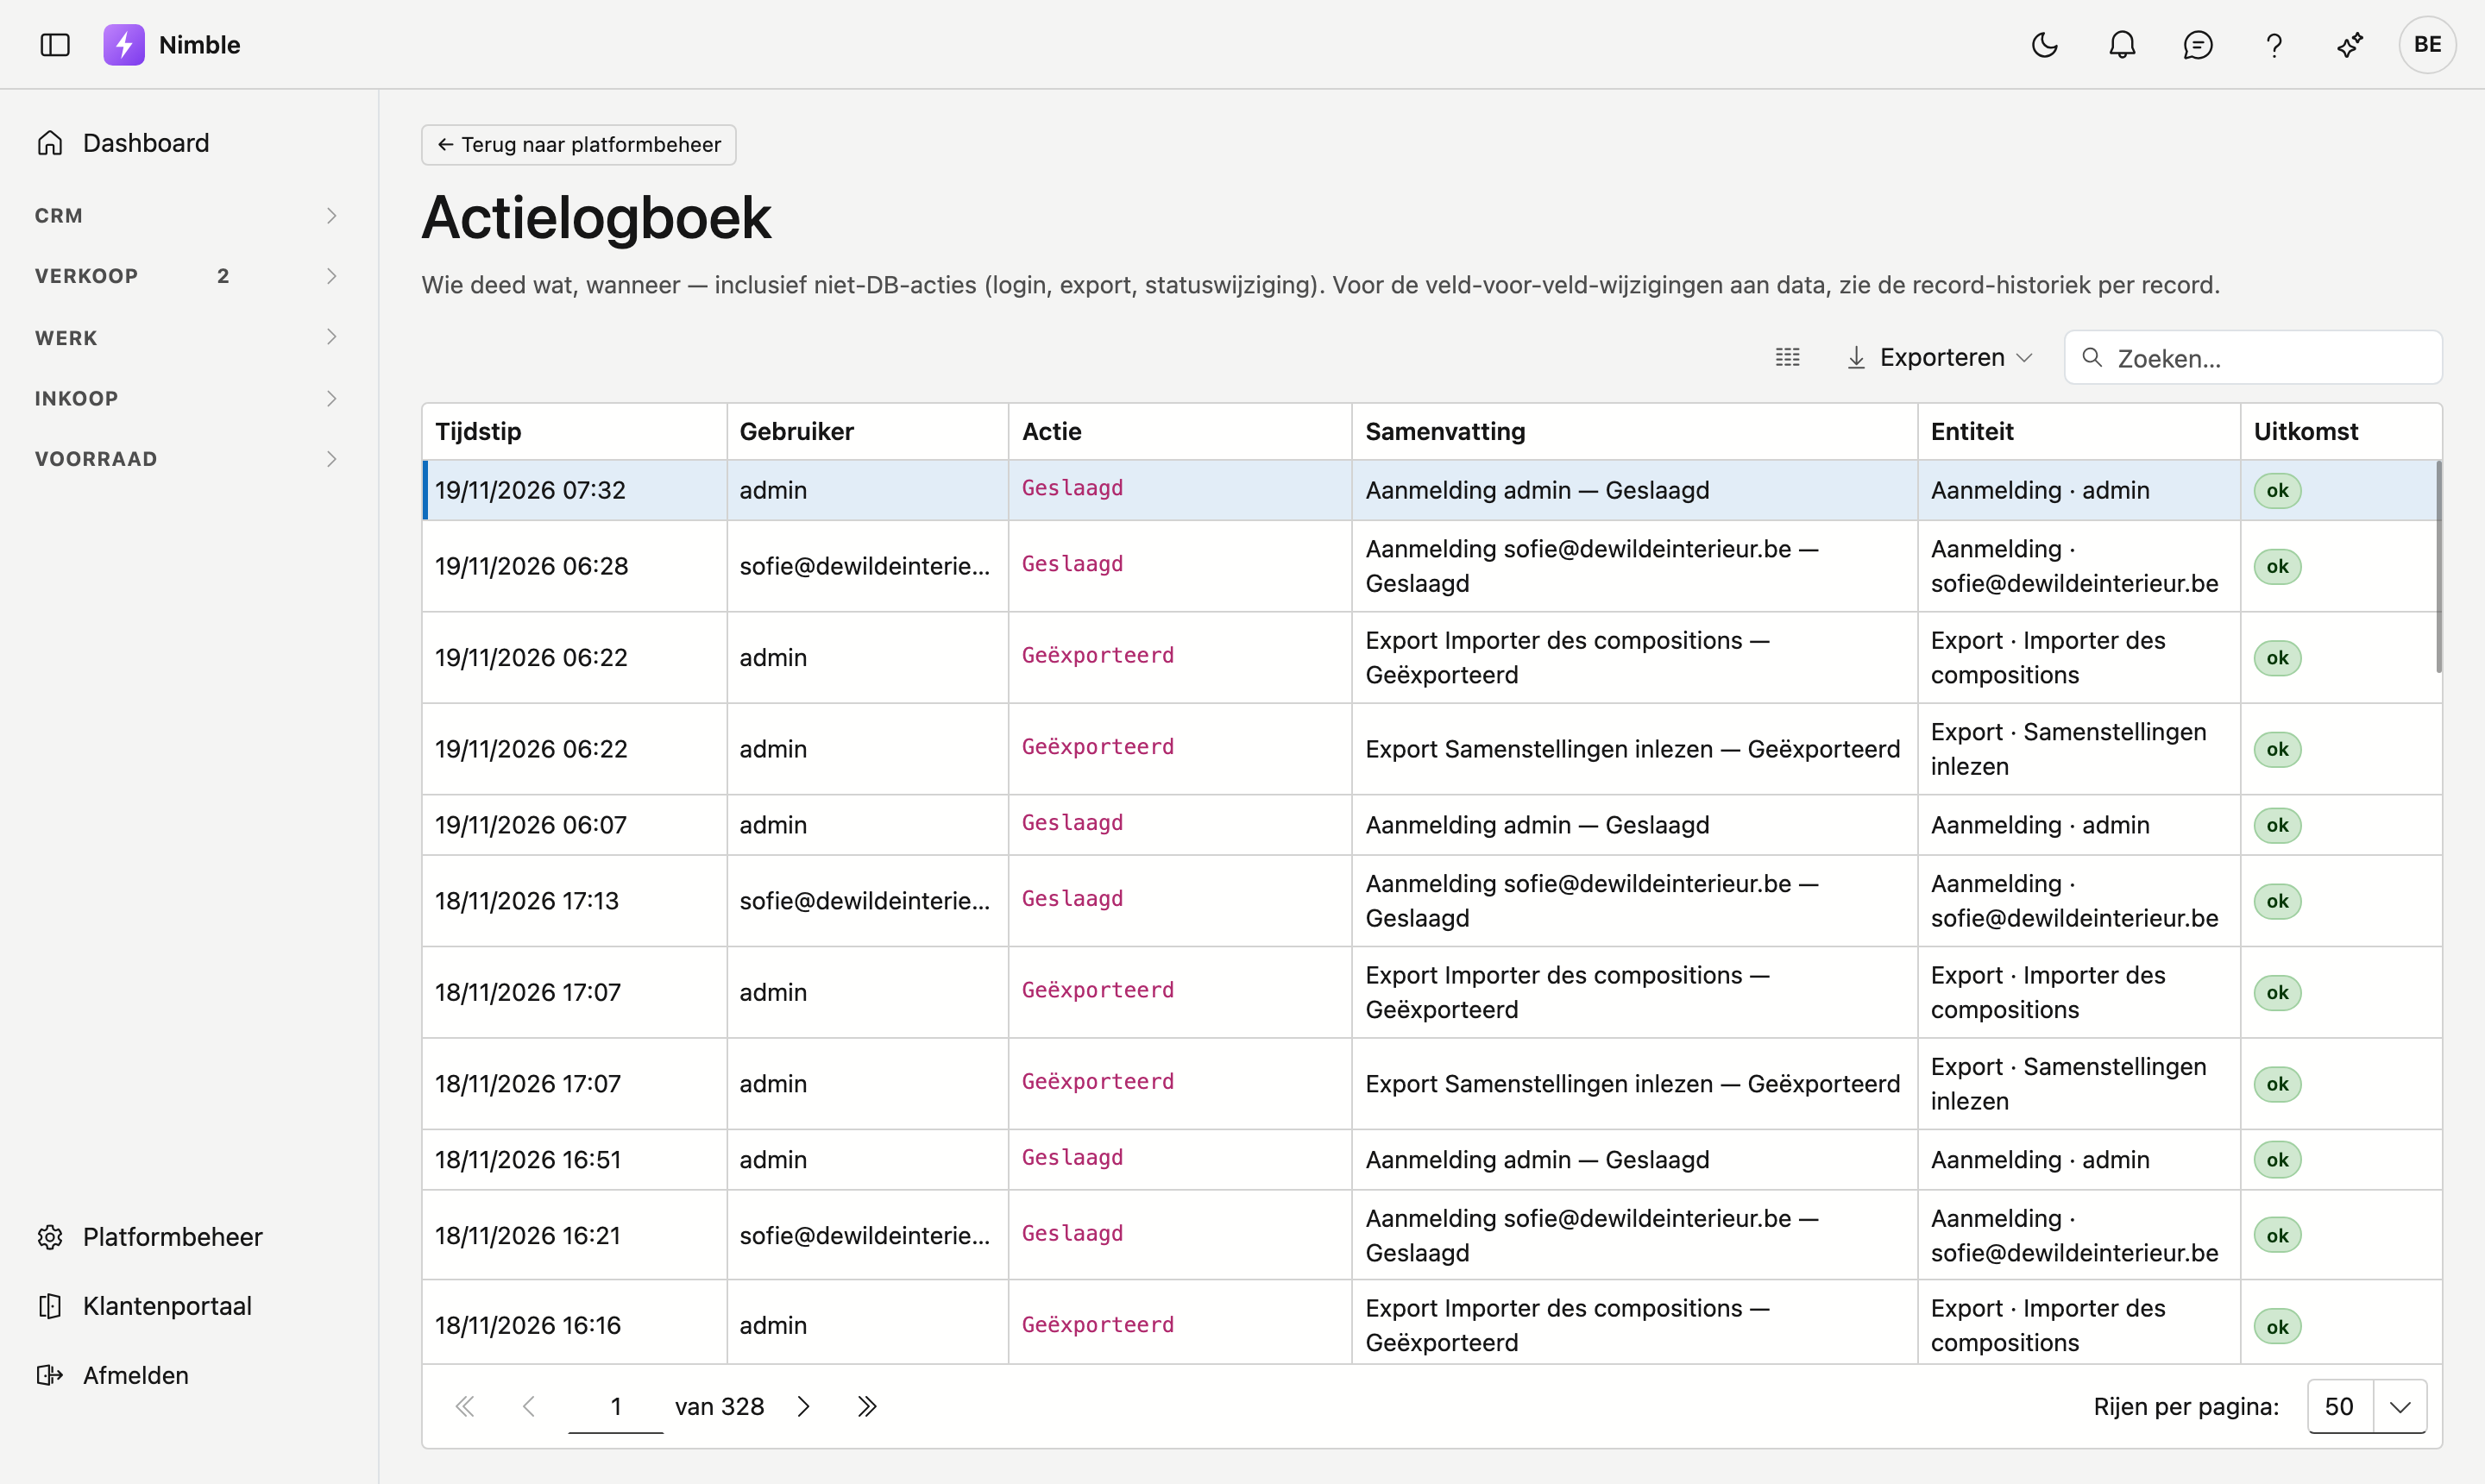 Nimble
BE
Dashboard
CRM
VERKOOP 2
WERK
INKOOP
VOORRAAD
Platformbeheer
Klantenportaal
Afmelden
← Terug naar platformbeheer
Actielogboek
Wie deed wat, wanneer — inclusief niet-DB-acties (login, export, statuswijziging). Voor de veld-voor-veld-wijzigingen aan data, zie de record-historiek per record.
Exporteren
Zoeken...
Tijdstip Gebruiker Actie Samenvatting Entiteit Uitkomst
19/11/2026 07:32 admin Geslaagd Aanmelding admin — Geslaagd Aanmelding · admin ok
19/11/2026 06:28 sofie@dewildeinterie... Geslaagd Aanmelding sofie@dewildeinterieur.be — Aanmelding · ok
Geslaagd sofie@dewildeinterieur.be
19/11/2026 06:22 admin Geëxporteerd Export Importer des compositions — Export · Importer des ok
Geëxporteerd compositions
19/11/2026 06:22 admin Geëxporteerd Export Samenstellingen inlezen — Geëxporteerd Export · Samenstellingen ok
inlezen
19/11/2026 06:07 admin Geslaagd Aanmelding admin — Geslaagd Aanmelding · admin ok
18/11/2026 17:13 sofie@dewildeinterie... Geslaagd Aanmelding sofie@dewildeinterieur.be — Aanmelding · ok
Geslaagd sofie@dewildeinterieur.be
18/11/2026 17:07 admin Geëxporteerd Export Importer des compositions — Export · Importer des ok
Geëxporteerd compositions
18/11/2026 17:07 admin Geëxporteerd Export Samenstellingen inlezen — Geëxporteerd Export · Samenstellingen ok
inlezen
18/11/2026 16:51 admin Geslaagd Aanmelding admin — Geslaagd Aanmelding · admin ok
18/11/2026 16:21 sofie@dewildeinterie... Geslaagd Aanmelding sofie@dewildeinterieur.be — Aanmelding · ok
Geslaagd sofie@dewildeinterieur.be
18/11/2026 16:16 admin Geëxporteerd Export Importer des compositions — Export · Importer des ok
Geëxporteerd compositions
1 van 328
Rijen per pagina: 50